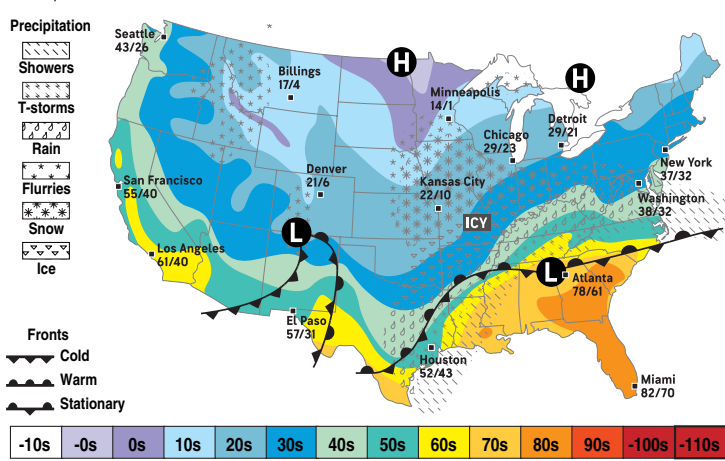 Precipitation
Showers
T-storms
Rain
Flurries
Snow
Ice
Fronts
Cold
Warm
Stationary
Seattle
43/26
Billings
17/4
H
H
Minneapolis
14/1
Detroit
29/21
Chicago
29/23
New York
37/32
Denver
21/6
San Francisco
55/40
Kansas City
22/10
Washington
38/32
ICY
L
Los Angeles
61/40
L
Atlanta
78/61
El Paso
57/31
Houston
52/43
Miami
82/70
-10s -0s 0s 10s 20s 30s 40s 50s 60s 70s 80s 90s -100s -110s